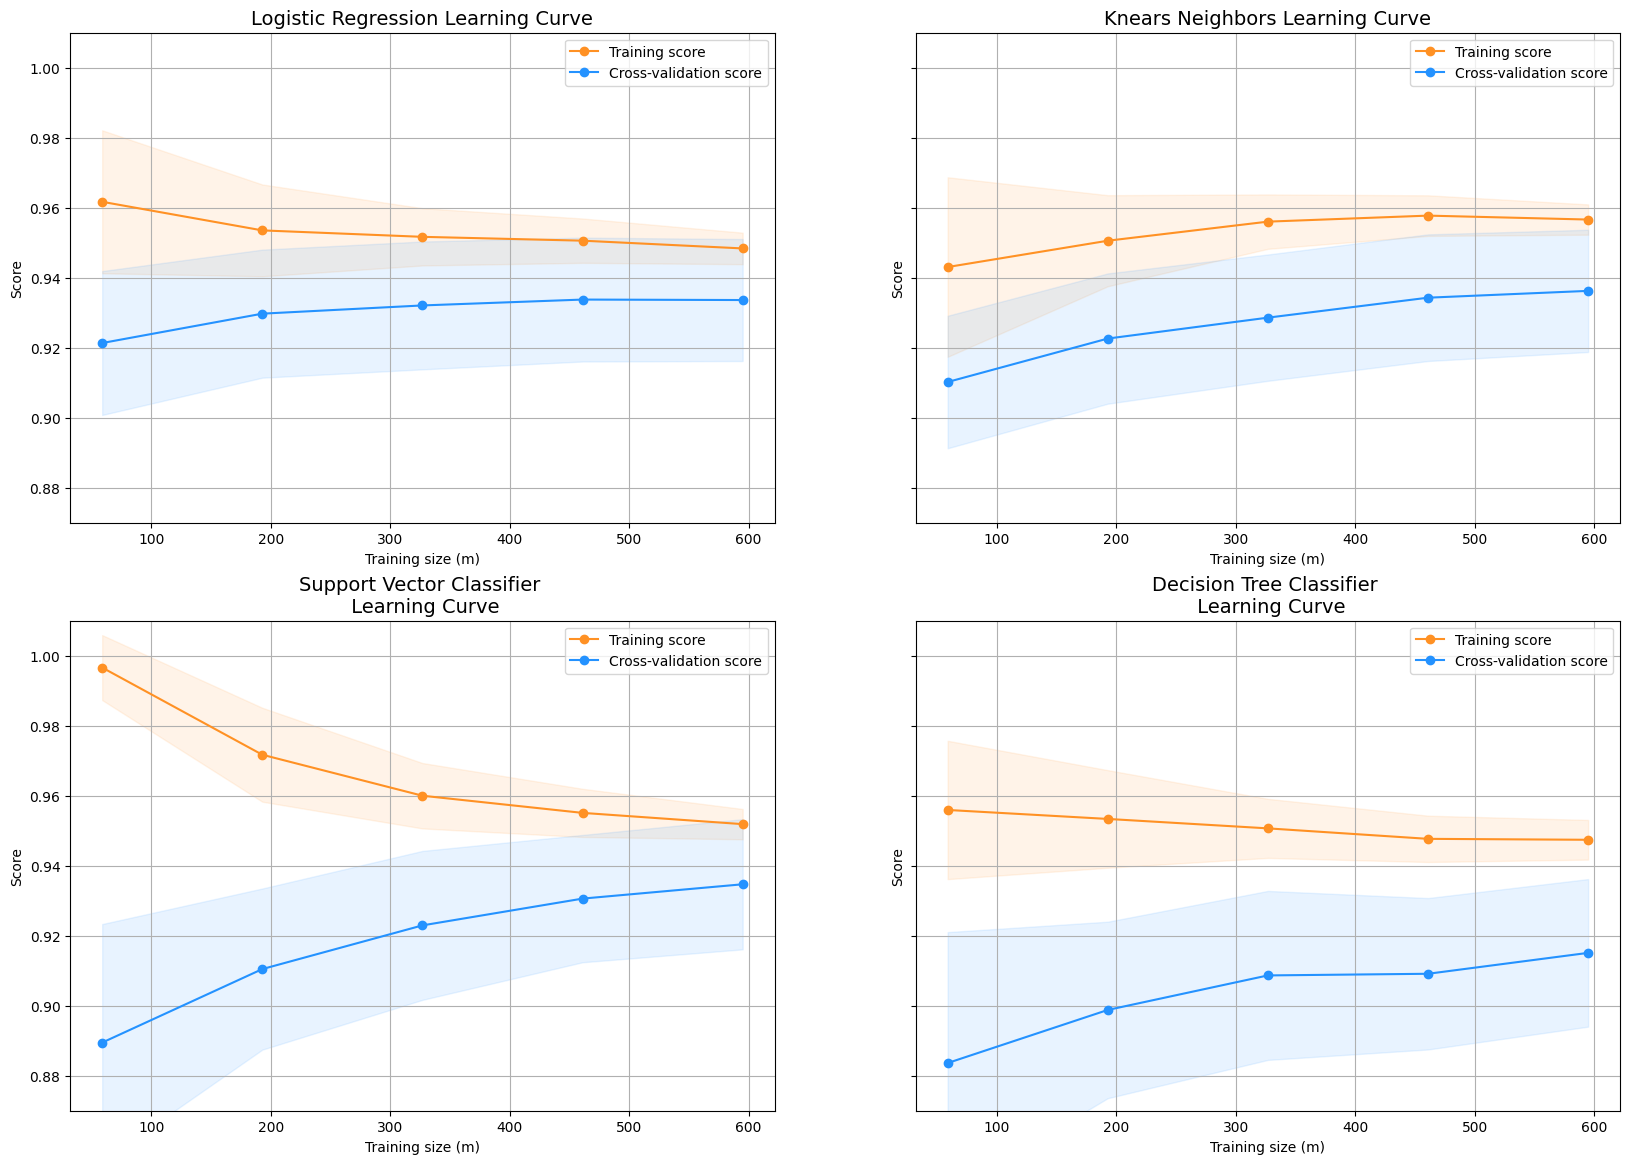 Logistic Regression Learning Curve
Training score
Cross-validation score
1.00
0.98
0.96
0.94
0.92
0.90
0.88
Score
100 200 300 400 500 600
Training size (m)
Knears Neighbors Learning Curve
Training score
Cross-validation score
Score
100 200 300 400 500 600
Training size (m)
Support Vector Classifier
Learning Curve
Training score
Cross-validation score
1.00
0.98
0.96
0.94
0.92
0.90
0.88
Score
100 200 300 400 500 600
Training size (m)
Decision Tree Classifier
Learning Curve
Training score
Cross-validation score
Score
100 200 300 400 500 600
Training size (m)